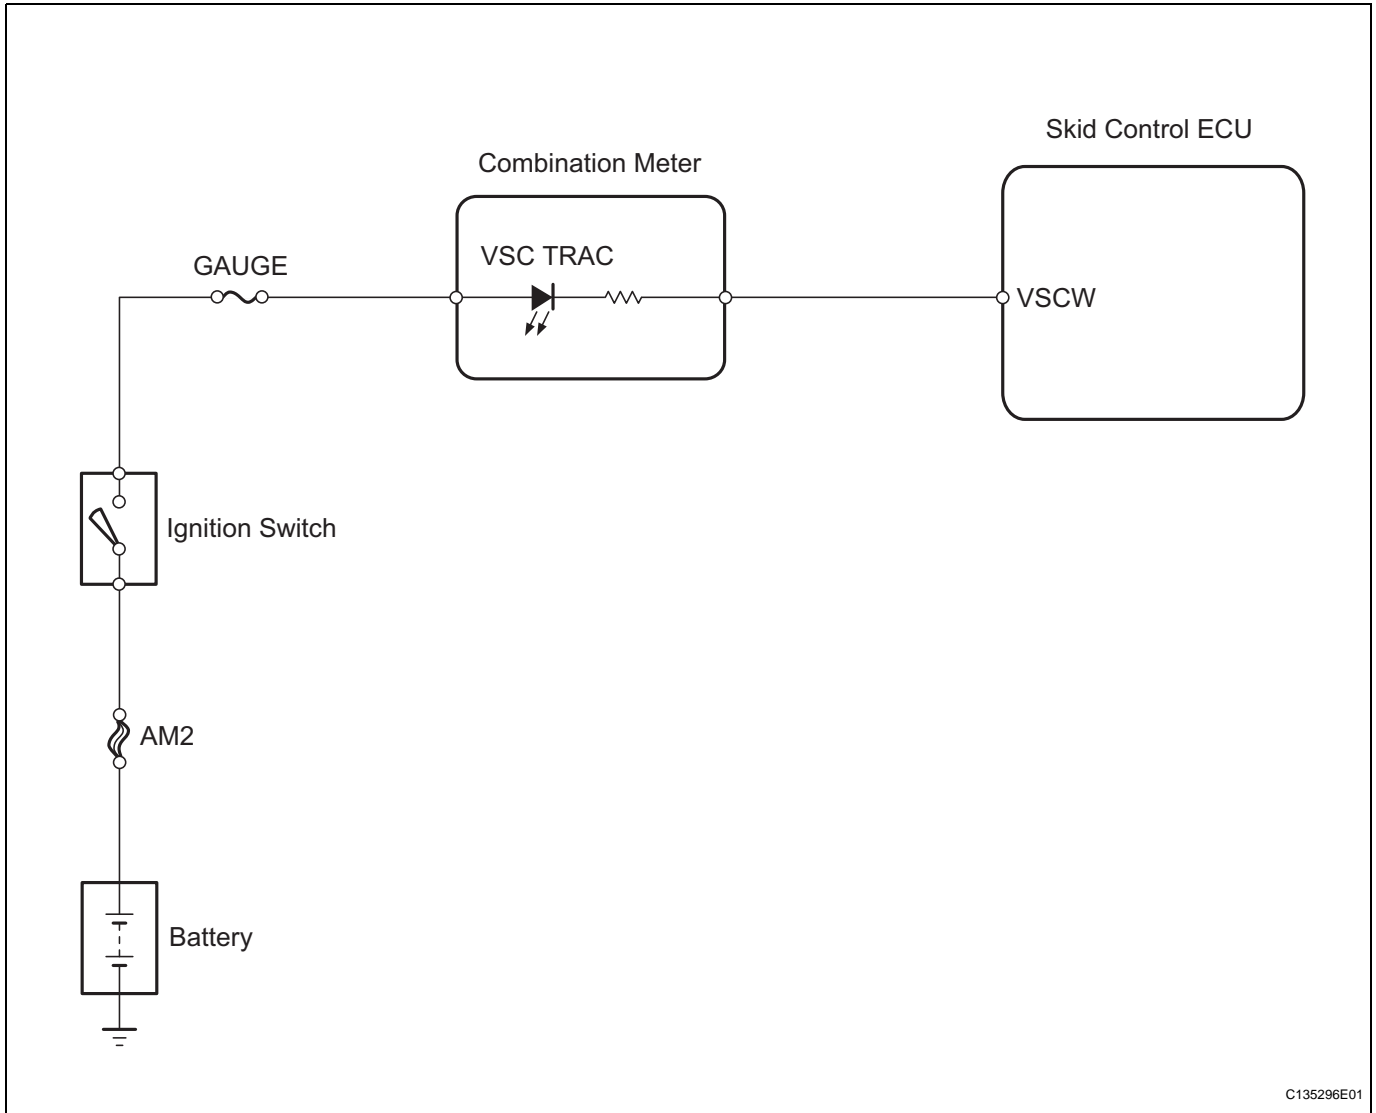 Skid Control ECU
Combination Meter
VSC TRAC
GAUGE
VSCW
Ignition Switch
AM2
Battery
C135296E01